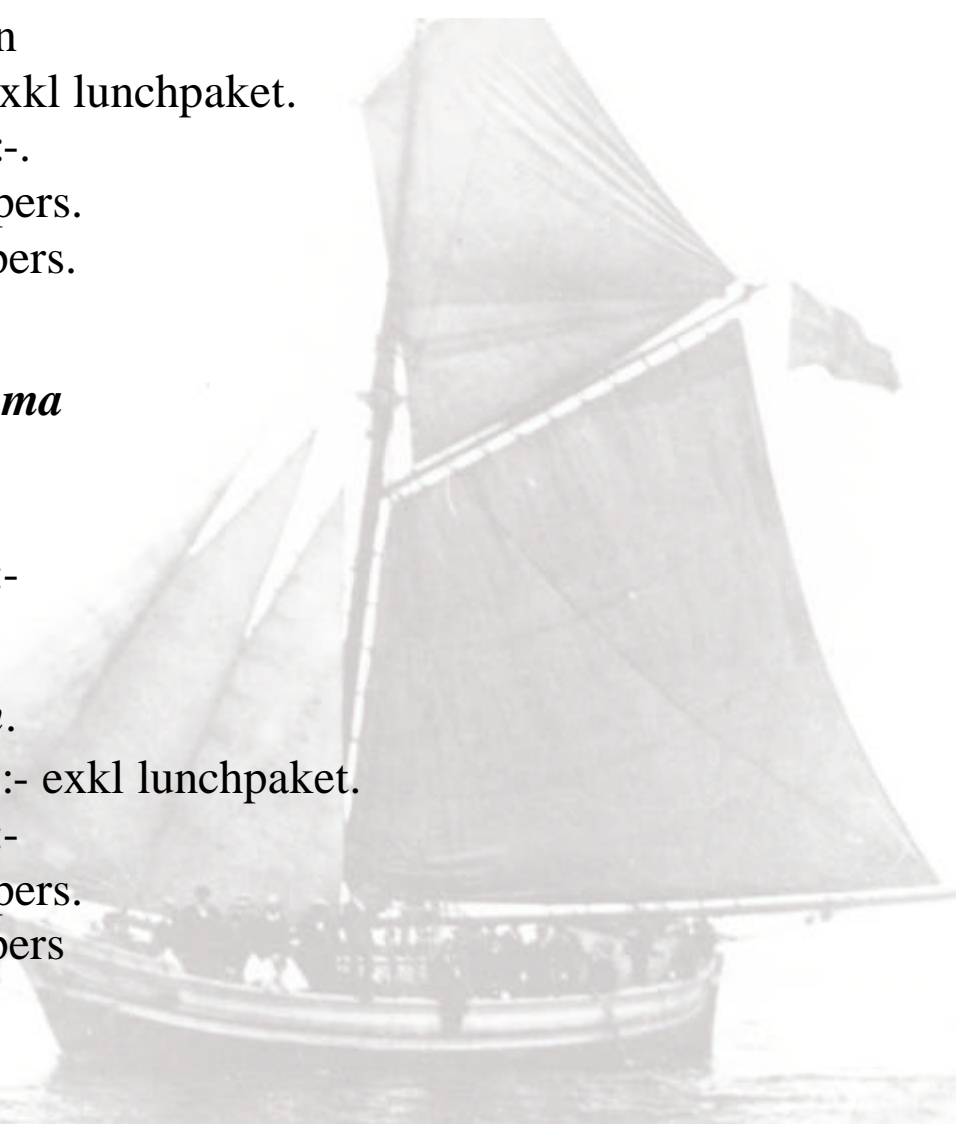 n
xkl lunchpaket.
:-.
pers.
pers.
ma
:-
.
:- exkl lunchpaket.
:-
pers.
pers